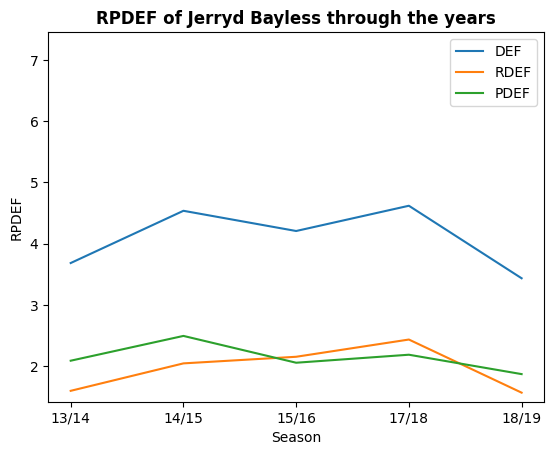 RPDEF of Jerryd Bayless through the years
DEF
RDEF
PDEF
7
6
5
4
3
2
RPDEF
13/14 14/15 15/16 17/18 18/19
Season